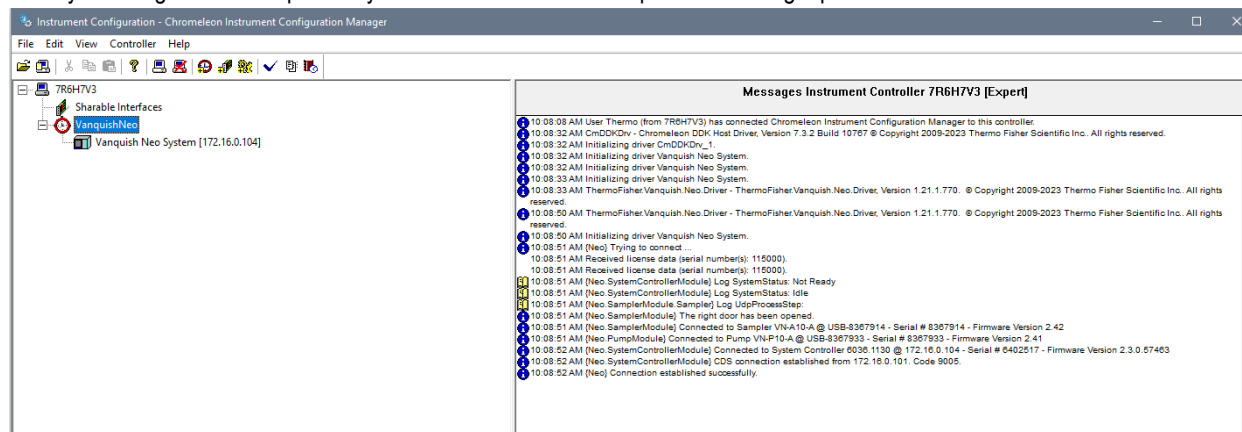 Instrument Configuration - Chromeleon Instrument Configuration Manager
File Edit View Controller Help
7R6H7V3
Sharable Interfaces
VanquishNeo
Vanquish Neo System [172.16.0.104]
Messages Instrument Controller 7R6H7V3 [Expert]
10:08:08 AM User Thermo (from 7R6H7V3) has connected Chromeleon Instrument Configuration Manager to this controller.
10:08:32 AM CmDDKDrv - Chromeleon DDK Host Driver, Version 7.3.2 Build 10767 © Copyright 2009-2023 Thermo Fisher Scientific Inc.. All rights reserved.
10:08:32 AM Initializing driver CmDDKDrv_1.
10:08:32 AM Initializing driver Vanquish Neo System.
10:08:32 AM Initializing driver Vanquish Neo System.
10:08:33 AM Initializing driver Vanquish Neo System.
10:08:33 AM ThermoFisher.Vanquish.Neo.Driver - ThermoFisher.Vanquish.Neo.Driver, Version 1.21.1.770. © Copyright 2009-2023 Thermo Fisher Scientific Inc.. All rights
reserved.
10:08:50 AM ThermoFisher.Vanquish.Neo.Driver - ThermoFisher.Vanquish.Neo.Driver, Version 1.21.1.770. © Copyright 2009-2023 Thermo Fisher Scientific Inc.. All rights
reserved.
10:08:50 AM Initializing driver Vanquish Neo System.
10:08:51 AM {Neo} Trying to connect ...
10:08:51 AM Received license data (serial number(s): 115000).
10:08:51 AM Received license data (serial number(s): 115000).
10:08:51 AM {Neo.SystemControllerModule} Log SystemStatus: Not Ready
10:08:51 AM {Neo.SystemControllerModule} Log SystemStatus: Idle
10:08:51 AM {Neo.SamplerModule.Sampler} Log UdpProcessStep:
10:08:51 AM {Neo.SamplerModule} The right door has been opened.
10:08:51 AM {Neo.SamplerModule} Connected to Sampler VN-A10-A @ USB-8367914 - Serial # 8367914 - Firmware Version 2.42
10:08:51 AM {Neo.PumpModule} Connected to Pump VN-P10-A @ USB-8367933 - Serial # 8367933 - Firmware Version 2.41
10:08:52 AM {Neo.SystemControllerModule} Connected to System Controller 6036.1130 @ 172.16.0.104 - Serial # 6402517 - Firmware Version 2.3.0.57463
10:08:52 AM {Neo.SystemControllerModule} CDS connection established from 172.16.0.101. Code 9005.
10:08:52 AM {Neo} Connection established successfully.